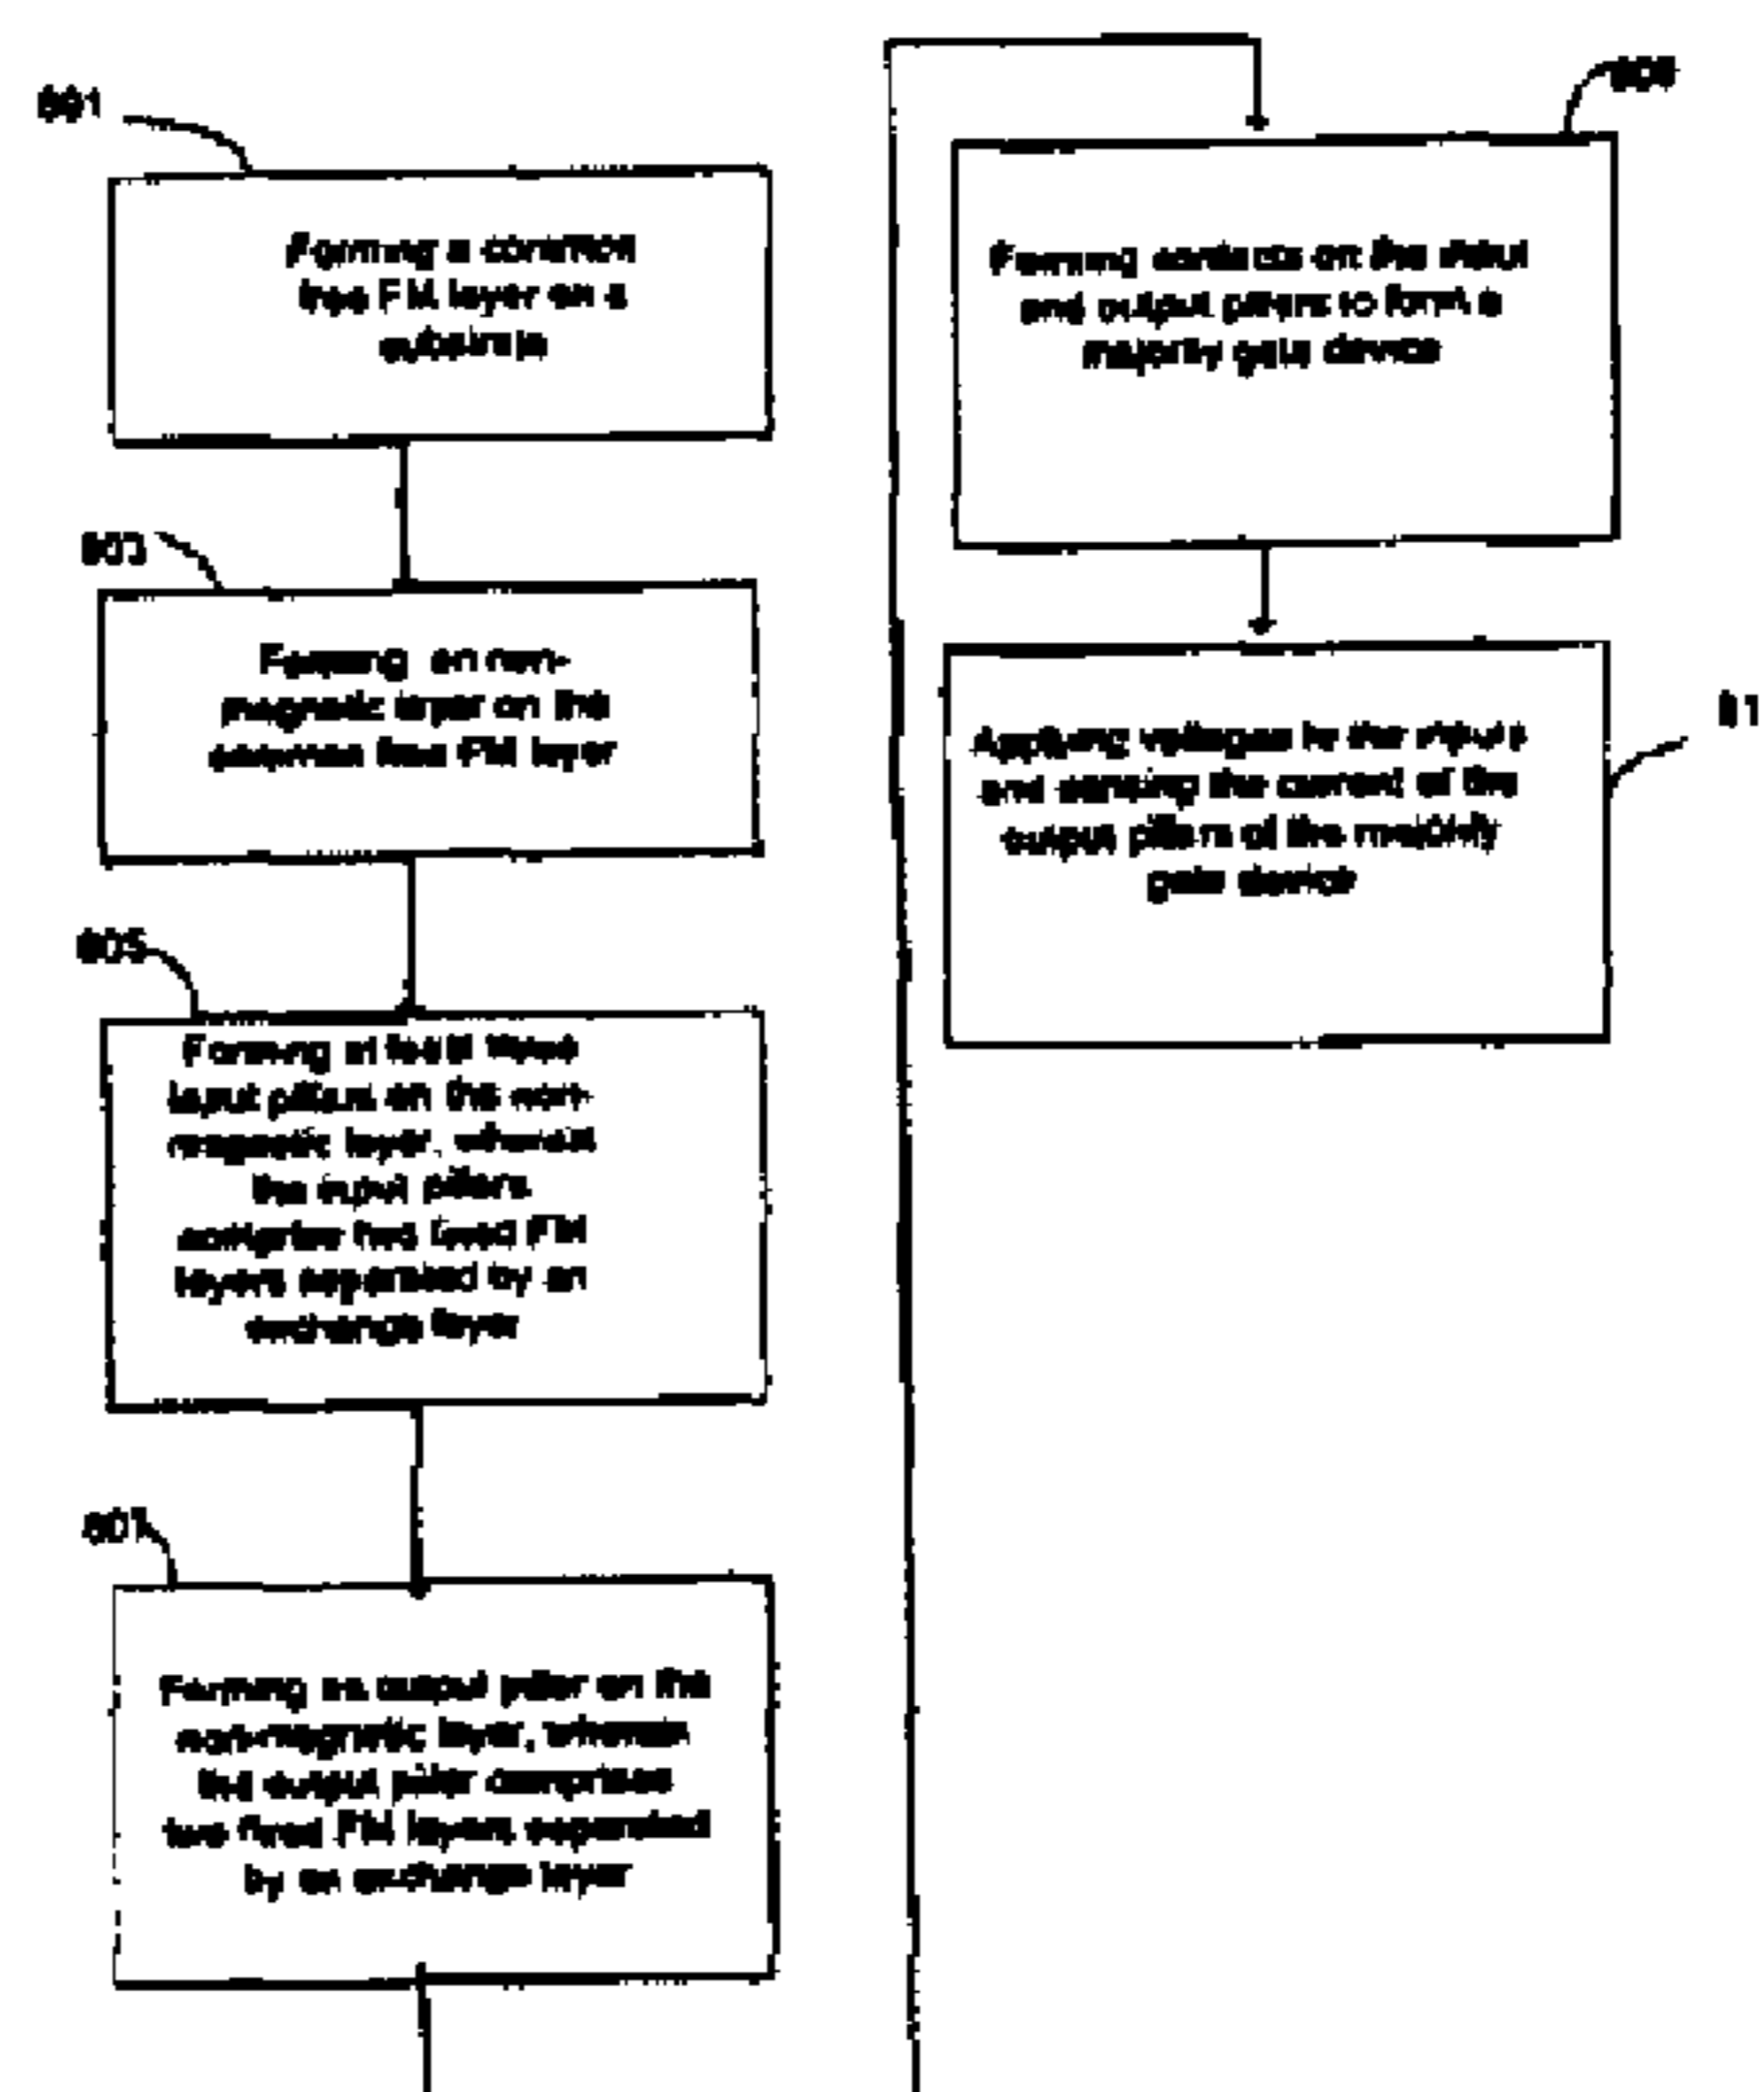 Forming a common
free FM layer on a
substrate
Forming an non-
magnetic layer on the
common free FM layer
805
Forming at least three
input pillars on the non-
magnetic layer, wherein
the input pillars
comprise two fixed FM
layers separated by an
exchange layer
807
Forming an output pillar on the
non-magnetic layer, wherein
the output pillar comprises
two fixed FM layers separated
by an exchange layer
Forming contacts on the input
and output pillars to form a
majority gate device
Applying voltages to the inputs
and sensing the current of the
output pillars of the majority
gate device